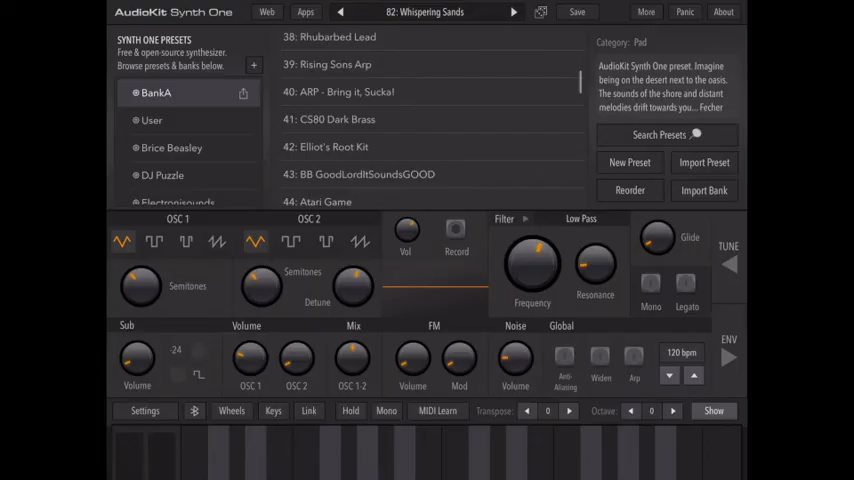 AudioKit Synth One
Web
Apps
82: Whispering Sands
Save
More
Panic
About
SYNTH ONE PRESETS
Free & open-source synthesizer.
Browse presets & banks below.
+
BankA
User
Brice Beasley
DJ Puzzle
Electronisounds
38: Rhubarbed Lead
39: Rising Sons Arp
40: ARP - Bring it, Sucka!
41: CS80 Dark Brass
42: Elliot's Root Kit
43: BB GoodLordItSoundsGOOD
44: Atari Game
Category: Pad
AudioKit Synth One preset. Imagine
being on the desert next to the oasis.
The sounds of the shore and distant
melodies drift towards you... Fecher
Search Presets
New Preset
Import Preset
Reorder
Import Bank
OSC 1
OSC 2
Semitones
Semitones
Detune
Vol
Record
Filter
Low Pass
Frequency
Resonance
Glide
Mono
Legato
TUNE
Sub
Volume
-24
Volume
OSC 1
OSC 2
Mix
OSC 1-2
FM
Volume
Mod
Noise
Volume
Global
Anti-
Aliasing
Widen
Arp
120 bpm
ENV
Settings
Wheels
Keys
Link
Hold
Mono
MIDI Learn
Transpose:
0
Octave:
0
Show